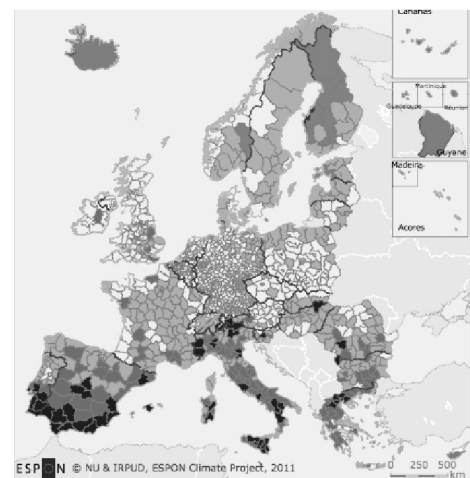 Canarias
Martinique
Guadeloupe
Réunion
Guyane
Madeira
Acores
ESPON © NU & IRPUD, ESPON Climate Project, 2011
0 250 500
km